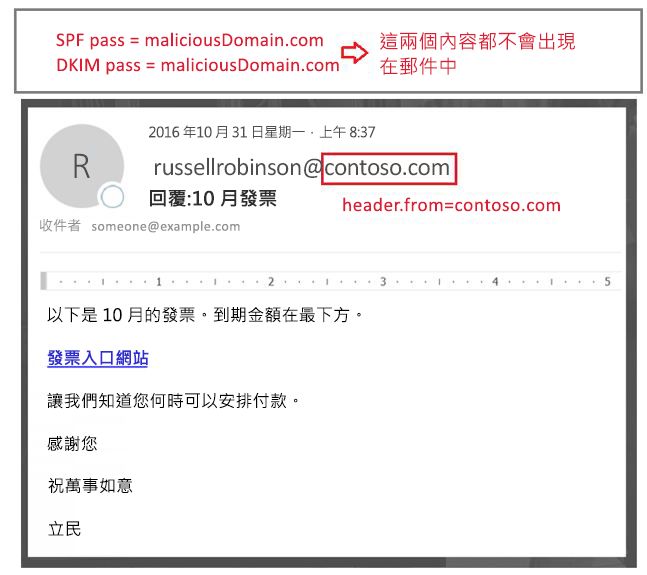 SPF pass = maliciousDomain.com
DKIM pass = maliciousDomain.com
這兩個內容都不會出現
在郵件中
R
2016 年10 月 31 日星期一 · 上午 8:37
russellrobinson@contoso.com
回覆:10 月發票
header.from=contoso.com
收件者 someone@example.com
1 2 3 4 5
以下是 10 月的發票。到期金額在最下方。
發票入口網站
讓我們知道您何時可以安排付款。
感謝您
祝萬事如意
立民